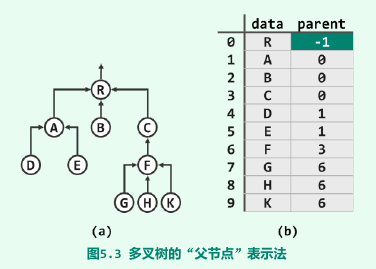 data parent
0 R -1
1 A 0
2 B 0
3 C 0
4 D 1
5 E 1
6 F 3
7 G 6
8 H 6
9 K 6
R
A B C
D E F
G H K
(a) (b)
图5.3 多叉树的“父节点”表示法